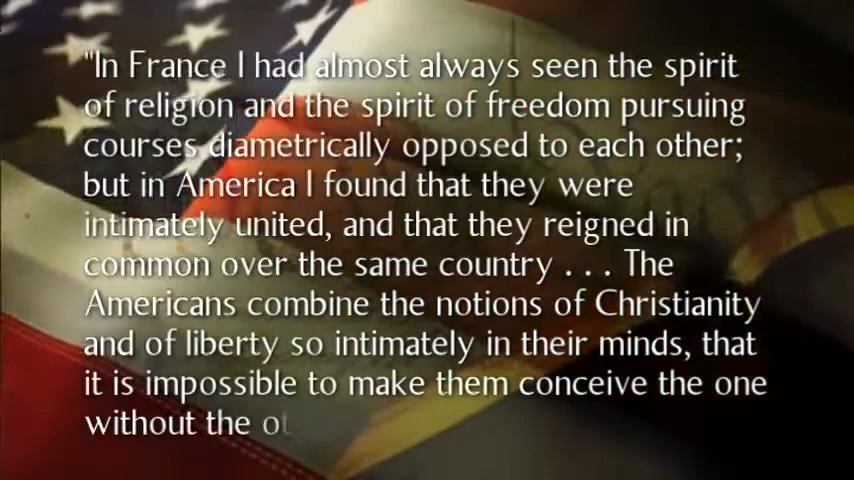 "In France I had almost always seen the spirit
of religion and the spirit of freedom pursuing
courses diametrically opposed to each other;
but in America I found that they were
intimately united, and that they reigned in
common over the same country . . . The
Americans combine the notions of Christianity
and of liberty so intimately in their minds, that
it is impossible to make them conceive the one
without the ot